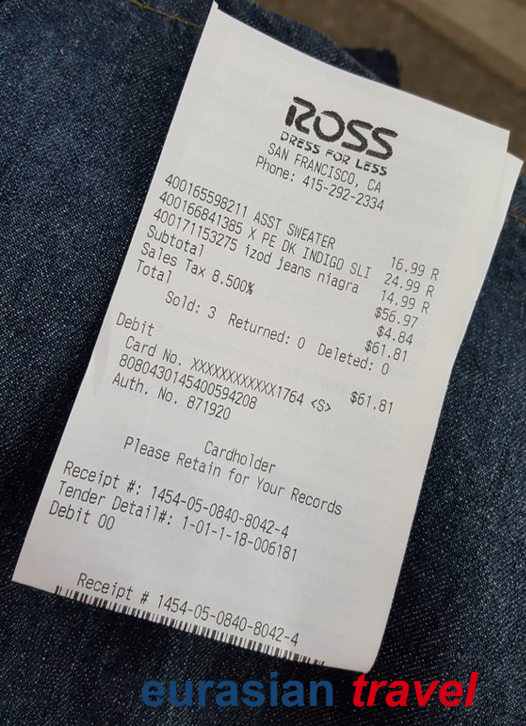 ROSS
DRESS FOR LESS
SAN FRANCISCO, CA
Phone: 415-292-2334
400165598211 ASST SWEATER 16.99 R
400166841385 X PE DK INDIGO SLI 24.99 R
400171153275 izod jeans niagra 14.99 R
Subtotal $56.97
Sales Tax 8.500% $4.84
Total $61.81
Sold: 3 Returned: 0 Deleted: 0
Debit $61.81
Card No. XXXXXXXXXXXX1764 <S>
8080430145400594208
Auth. No. 871920
Cardholder
Please Retain for Your Records
Receipt #: 1454-05-0840-8042-4
Tender Detail#: 1-01-1-18-006181
Debit 00
Receipt # 1454-05-0840-8042-4
eurasian travel